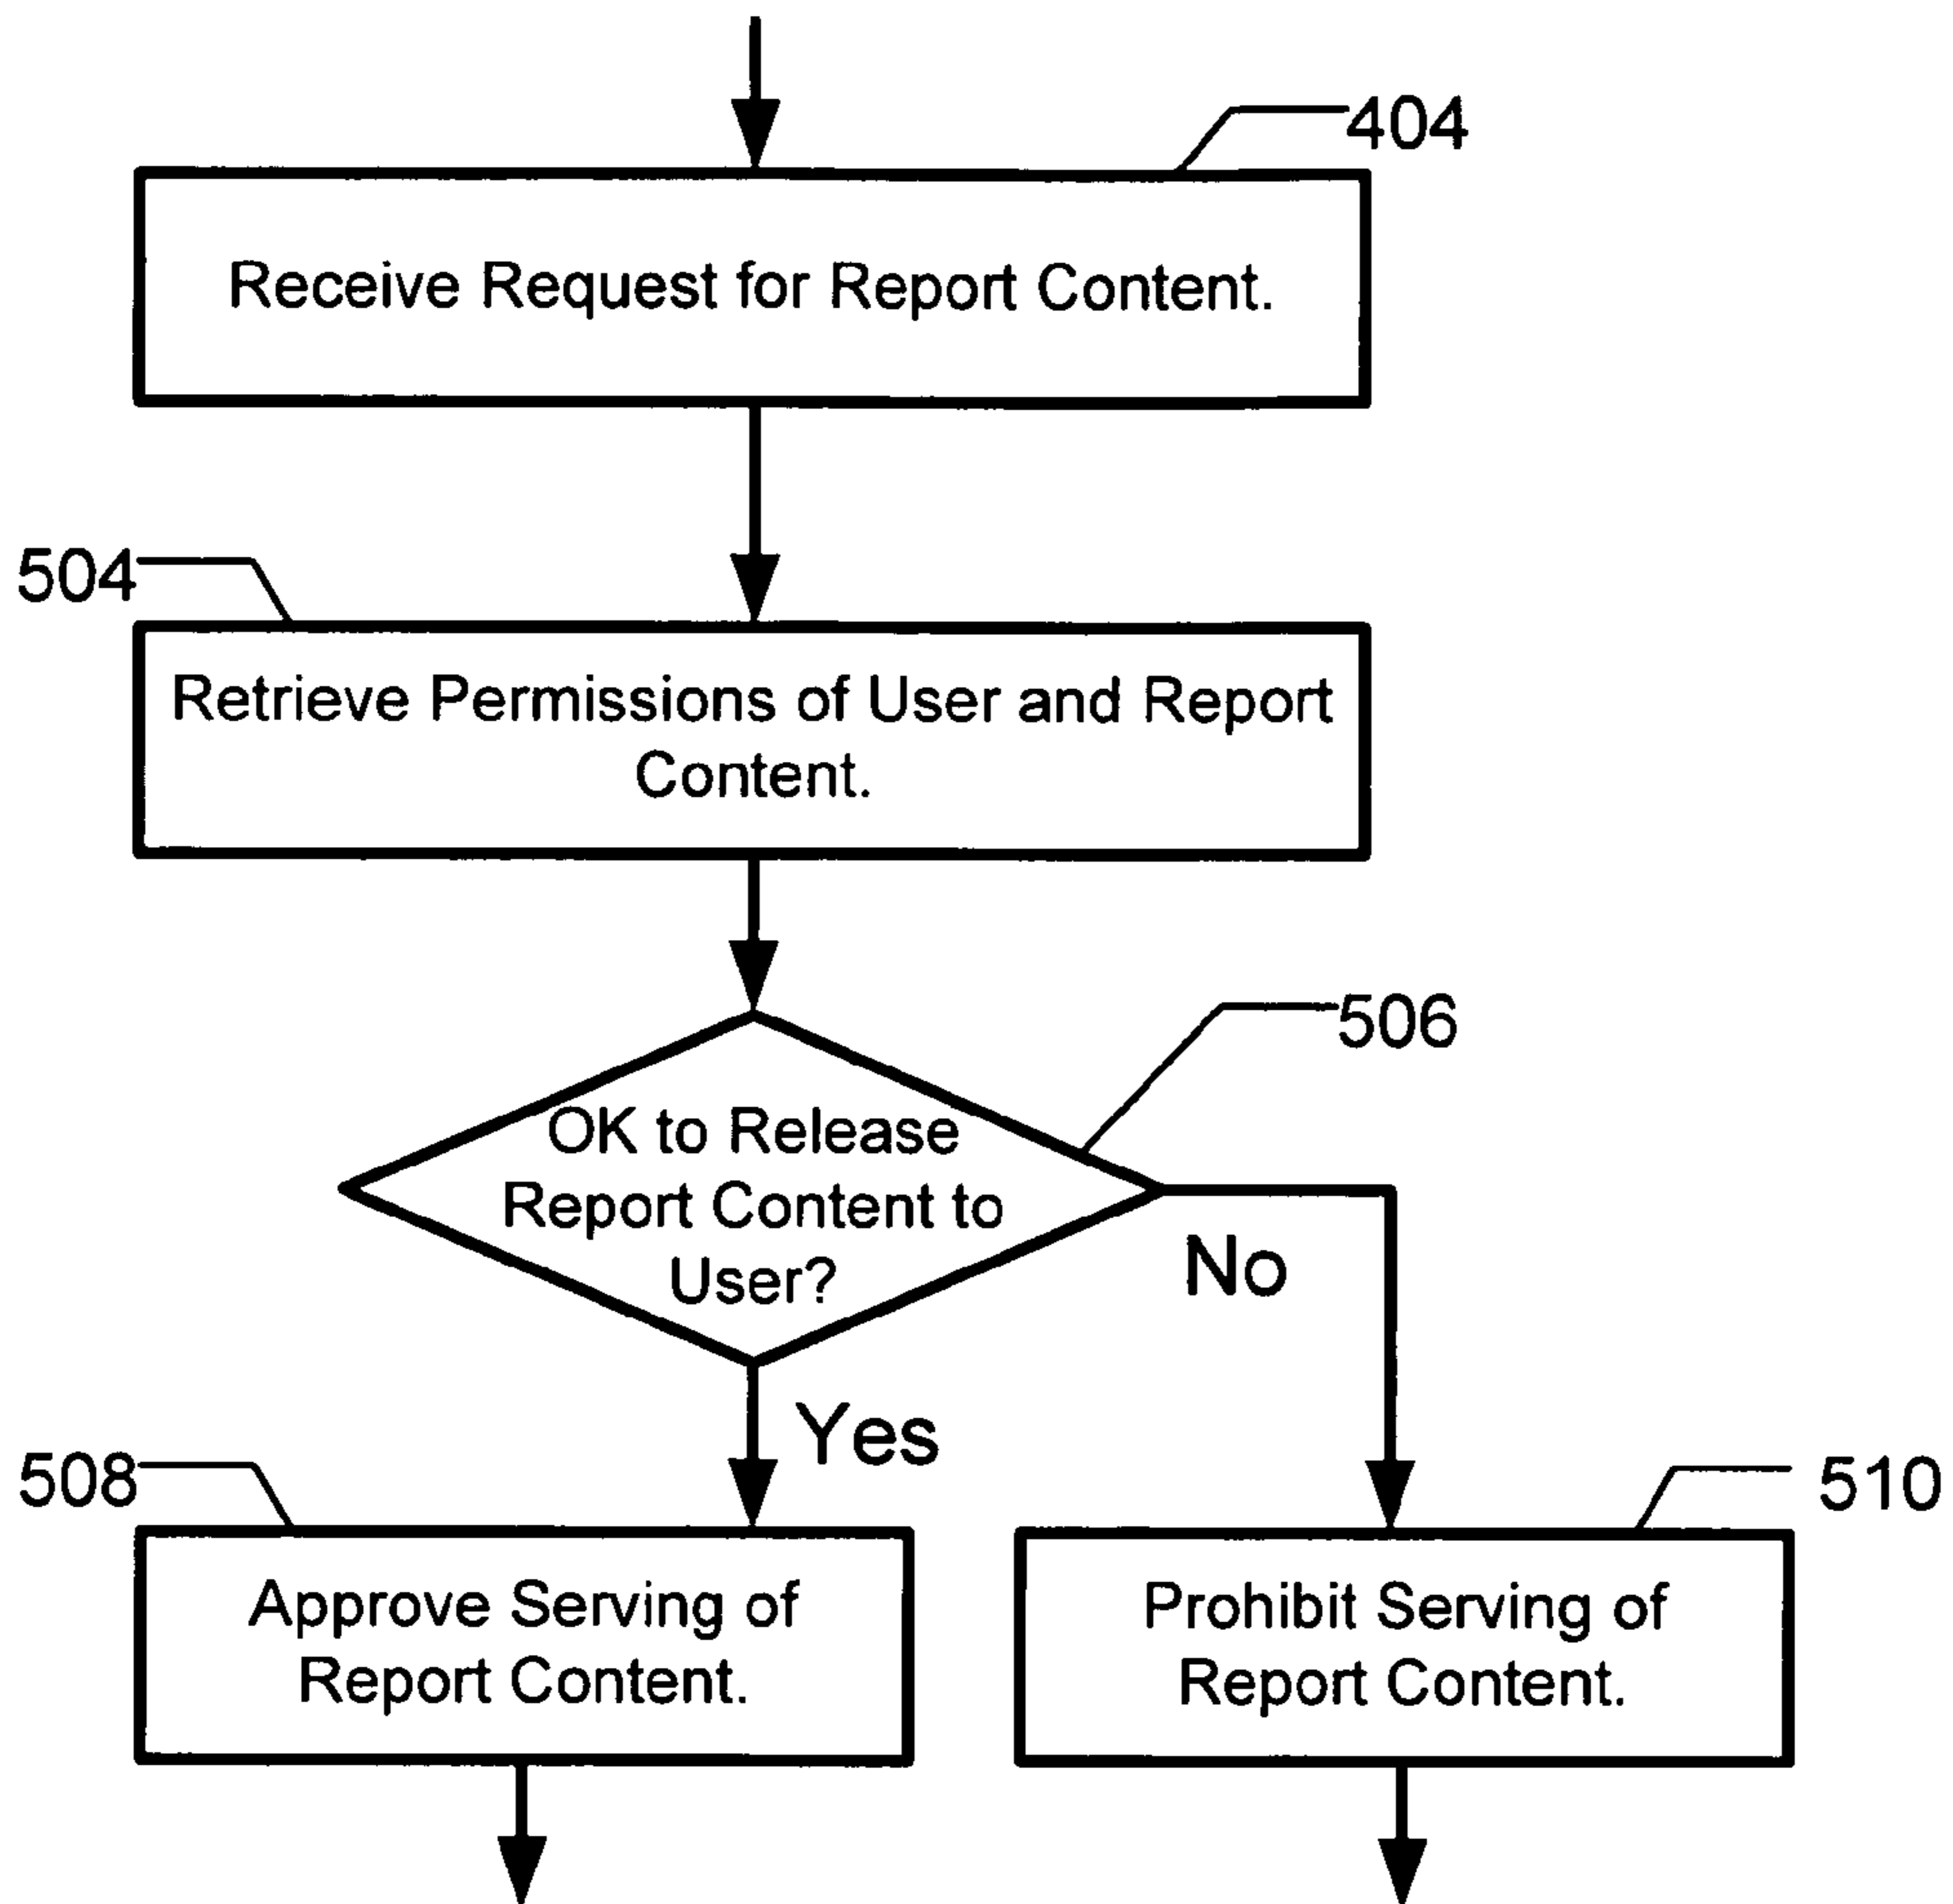 404
Receive Request for Report Content.
504
Retrieve Permissions of User and Report
Content.
506
OK to Release
Report Content to
User?
No
Yes
508
510
Approve Serving of
Report Content.
Prohibit Serving of
Report Content.